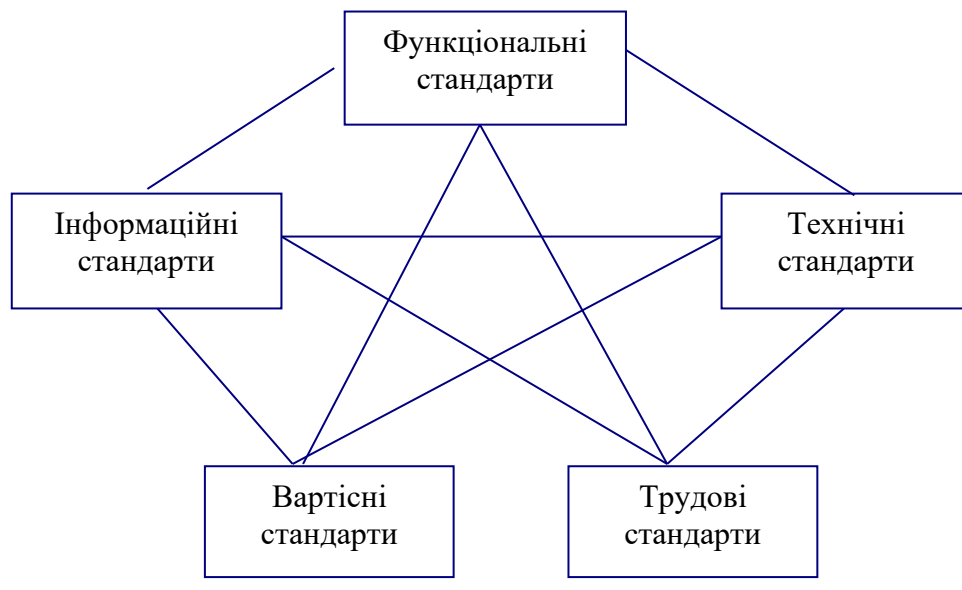 Функціональні
стандарти
Інформаційні
стандарти
Технічні
стандарти
Вартісні
стандарти
Трудові
стандарти